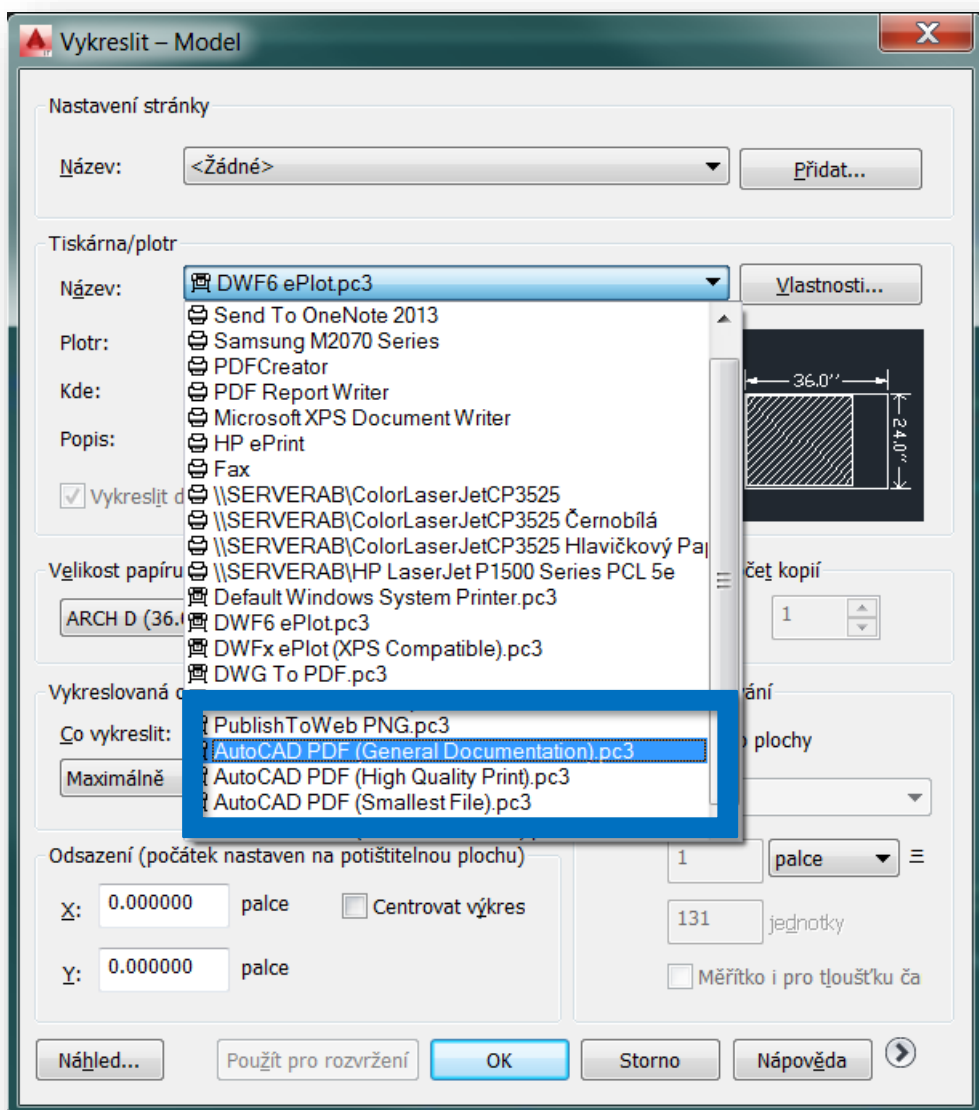 Vykreslit – Model
Nastavení stránky
Název: <Žádné> Přidat...
Tiskárna/plotr
Název: DWF6 ePlot.pc3 Vlastnosti...
Send To OneNote 2013
Plotr: Samsung M2070 Series
PDFCreator
Kde: PDF Report Writer
Microsoft XPS Document Writer
Popis: HP ePrint
Fax
36.0''
24.0''
Vykreslit d \\SERVERAB\ColorLaserJetCP3525
\\SERVERAB\ColorLaserJetCP3525 Černobílá
\\SERVERAB\ColorLaserJetCP3525 Hlavičkový Pap
Velikost papíru \\SERVERAB\HP LaserJet P1500 Series PCL 5e čet kopií
Default Windows System Printer.pc3
ARCH D (36.0 DWF6 ePlot.pc3 1
DWFx ePlot (XPS Compatible).pc3
DWG To PDF.pc3
Vykreslovaná o vání
PublishToWeb PNG.pc3
Co vykreslit: o plochy
AutoCAD PDF (General Documentation).pc3
Maximálně AutoCAD PDF (High Quality Print).pc3
AutoCAD PDF (Smallest File).pc3
Odsazení (počátek nastaven na potištitelnou plochu)
1 palce
X: 0.000000 palce Centrovat výkres
131 jednotky
Y: 0.000000 palce
Měřítko i pro tloušťku ča
Náhled... Použít pro rozvržení OK Storno Nápověda